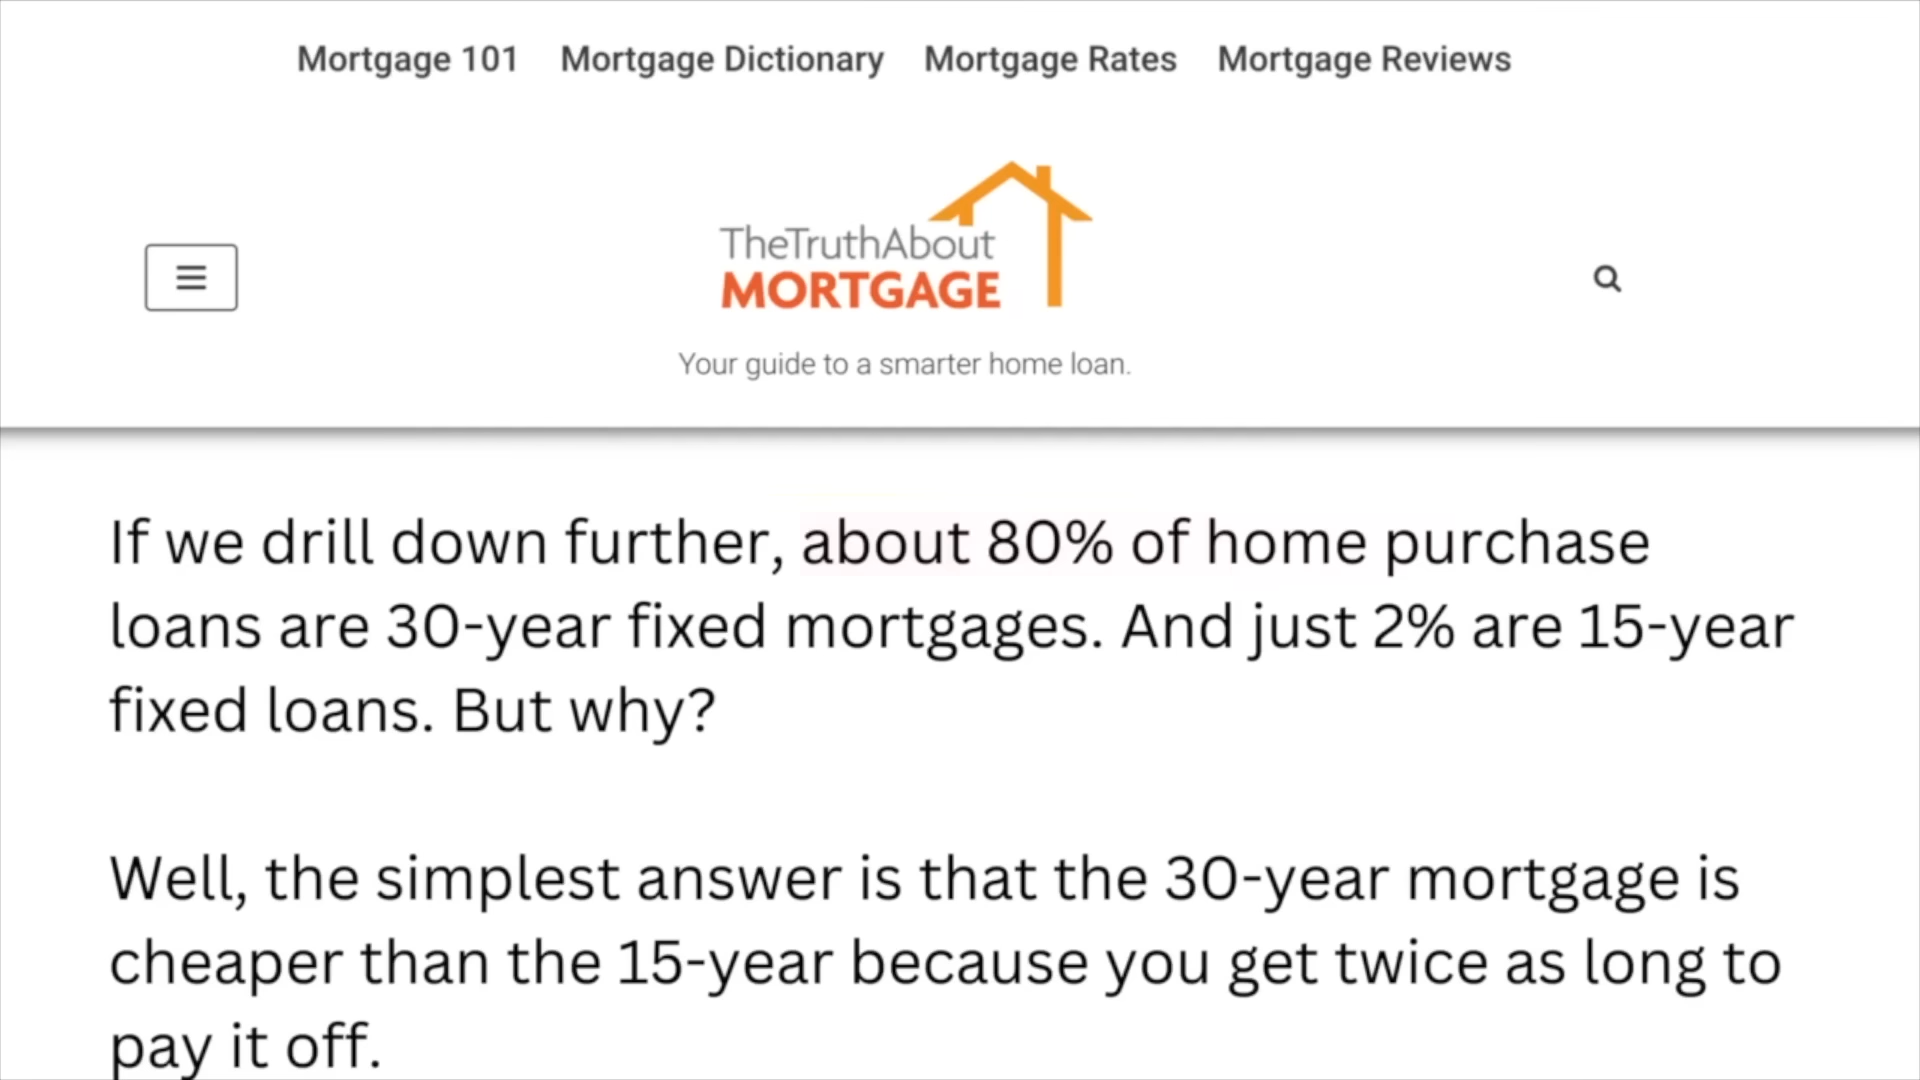 Mortgage 101 Mortgage Dictionary Mortgage Rates Mortgage Reviews
TheTruthAbout
MORTGAGE
Your guide to a smarter home loan.
If we drill down further, about 80% of home purchase
loans are 30-year fixed mortgages. And just 2% are 15-year
fixed loans. But why?
Well, the simplest answer is that the 30-year mortgage is
cheaper than the 15-year because you get twice as long to
pay it off.